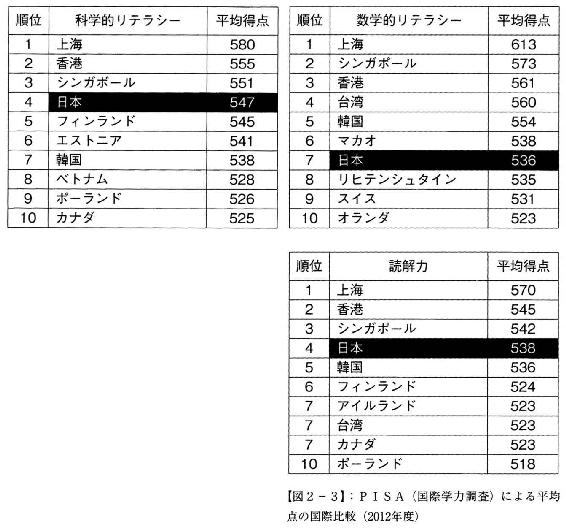 順位 科学的リテラシー 平均得点
1 上海 580
2 香港 555
3 シンガポール 551
4 日本 547
5 フィンランド 545
6 エストニア 541
7 韓国 538
8 ベトナム 528
9 ポーランド 526
10 カナダ 525
順位 数学的リテラシー 平均得点
1 上海 613
2 シンガポール 573
3 香港 561
4 台湾 560
5 韓国 554
6 マカオ 538
7 日本 536
8 リヒテンシュタイン 535
9 スイス 531
10 オランダ 523
順位 読解力 平均得点
1 上海 570
2 香港 545
3 シンガポール 542
4 日本 538
5 韓国 536
6 フィンランド 524
7 アイルランド 523
7 台湾 523
7 カナダ 523
10 ポーランド 518
【図2-3】：PISA（国際学力調査）による平均
点の国際比較（2012年度）